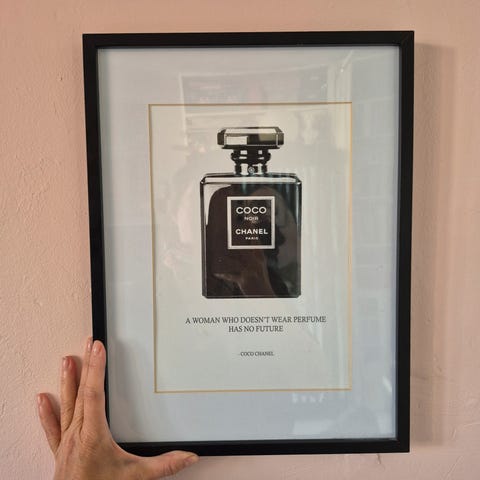 COCO
NOIR
CHANEL
PARIS
A WOMAN WHO DOESN'T WEAR PERFUME
HAS NO FUTURE
- COCO CHANEL